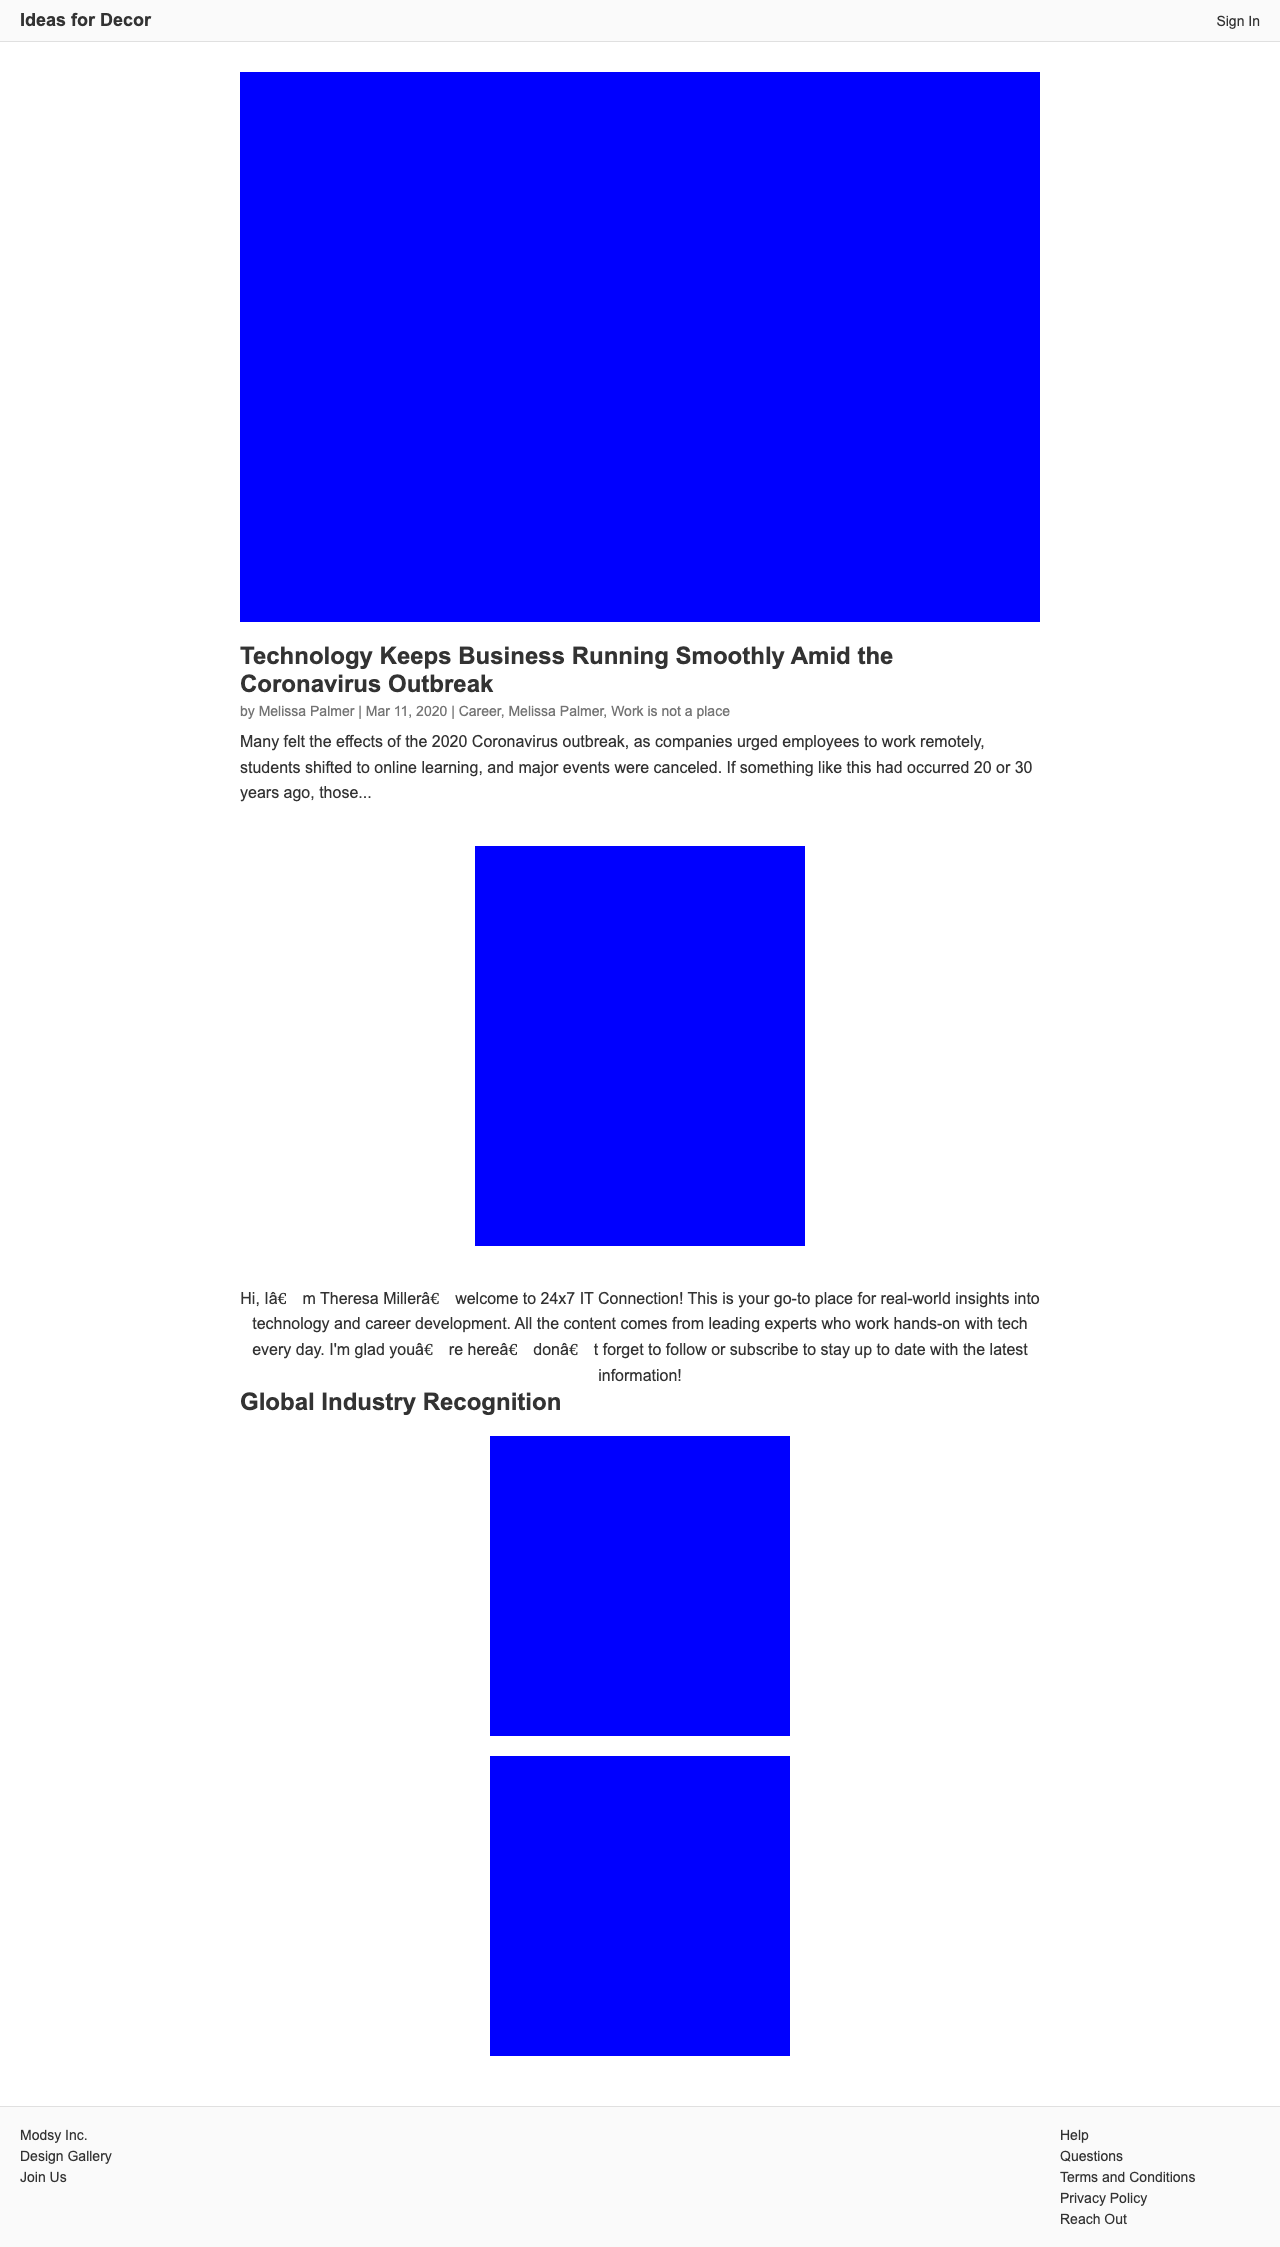 Ideas for Decor
Sign In
Technology Keeps Business Running Smoothly Amid the
Coronavirus Outbreak
by Melissa Palmer | Mar 11, 2020 | Career, Melissa Palmer, Work is not a place
Many felt the effects of the 2020 Coronavirus outbreak, as companies urged employees to work remotely,
students shifted to online learning, and major events were canceled. If something like this had occurred 20 or 30
years ago, those...
Hi, Iâ€ m Theresa Millerâ€ welcome to 24x7 IT Connection! This is your go-to place for real-world insights into
technology and career development. All the content comes from leading experts who work hands-on with tech
every day. I'm glad youâ€ re hereâ€ donâ€ t forget to follow or subscribe to stay up to date with the latest
information!
Global Industry Recognition
Modsy Inc.
Design Gallery
Join Us
Help
Questions
Terms and Conditions
Privacy Policy
Reach Out